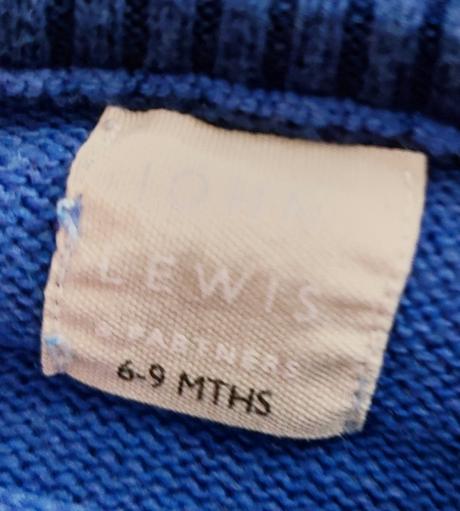 JOHN
LEWIS
& PARTNERS
6-9 MTHS